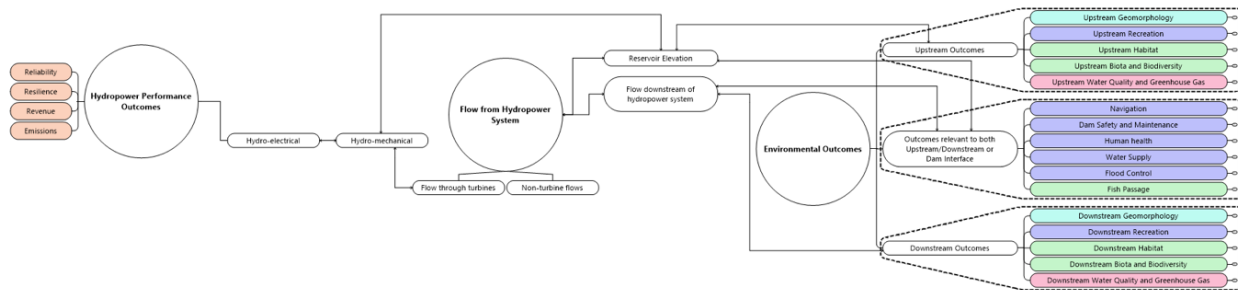 Reliability
Resilience
Revenue
Emissions
Hydropower Performance
Outcomes
Hydro-electrical
Hydro-mechanical
Flow from Hydropower
System
Flow through turbines
Non-turbine flows
Reservoir Elevation
Flow downstream of
hydropower system
Environmental Outcomes
Upstream Outcomes
Upstream Geomorphology
Upstream Recreation
Upstream Habitat
Upstream Biota and Biodiversity
Upstream Water Quality and Greenhouse Gas
Outcomes relevant to both
Upstream/Downstream or
Dam Interface
Navigation
Dam Safety and Maintenance
Human health
Water Supply
Flood Control
Fish Passage
Downstream Outcomes
Downstream Geomorphology
Downstream Recreation
Downstream Habitat
Downstream Biota and Biodiversity
Downstream Water Quality and Greenhouse Gas